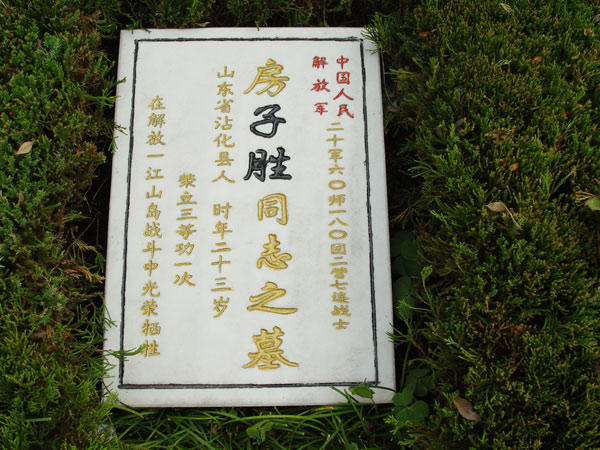 中国人民
解放军
二十军六〇师一八〇团二营七连战士
房子胜同志之墓
山东省沾化县人 时年二十三岁
荣立三等功一次
在解放一江山岛战斗中光荣牺牲